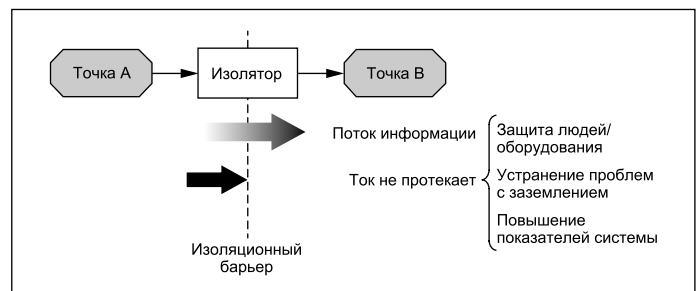 Точка A
Изолятор
Точка B
Поток информации
Ток не протекает
Защита людей/
оборудования
Устранение проблем
с заземлением
Повышение
показателей системы
Изоляционный
барьер